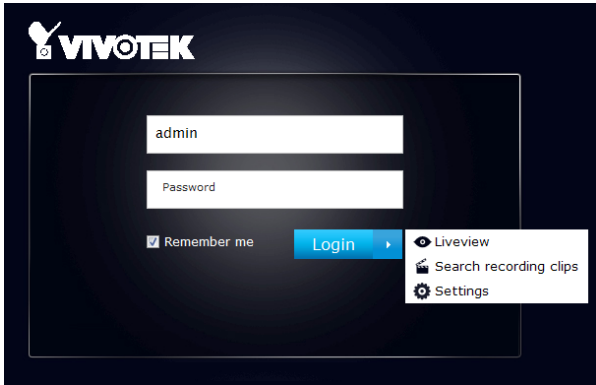 VIVOTEK
admin
Password
Remember me
Login
Liveview
Search recording clips
Settings